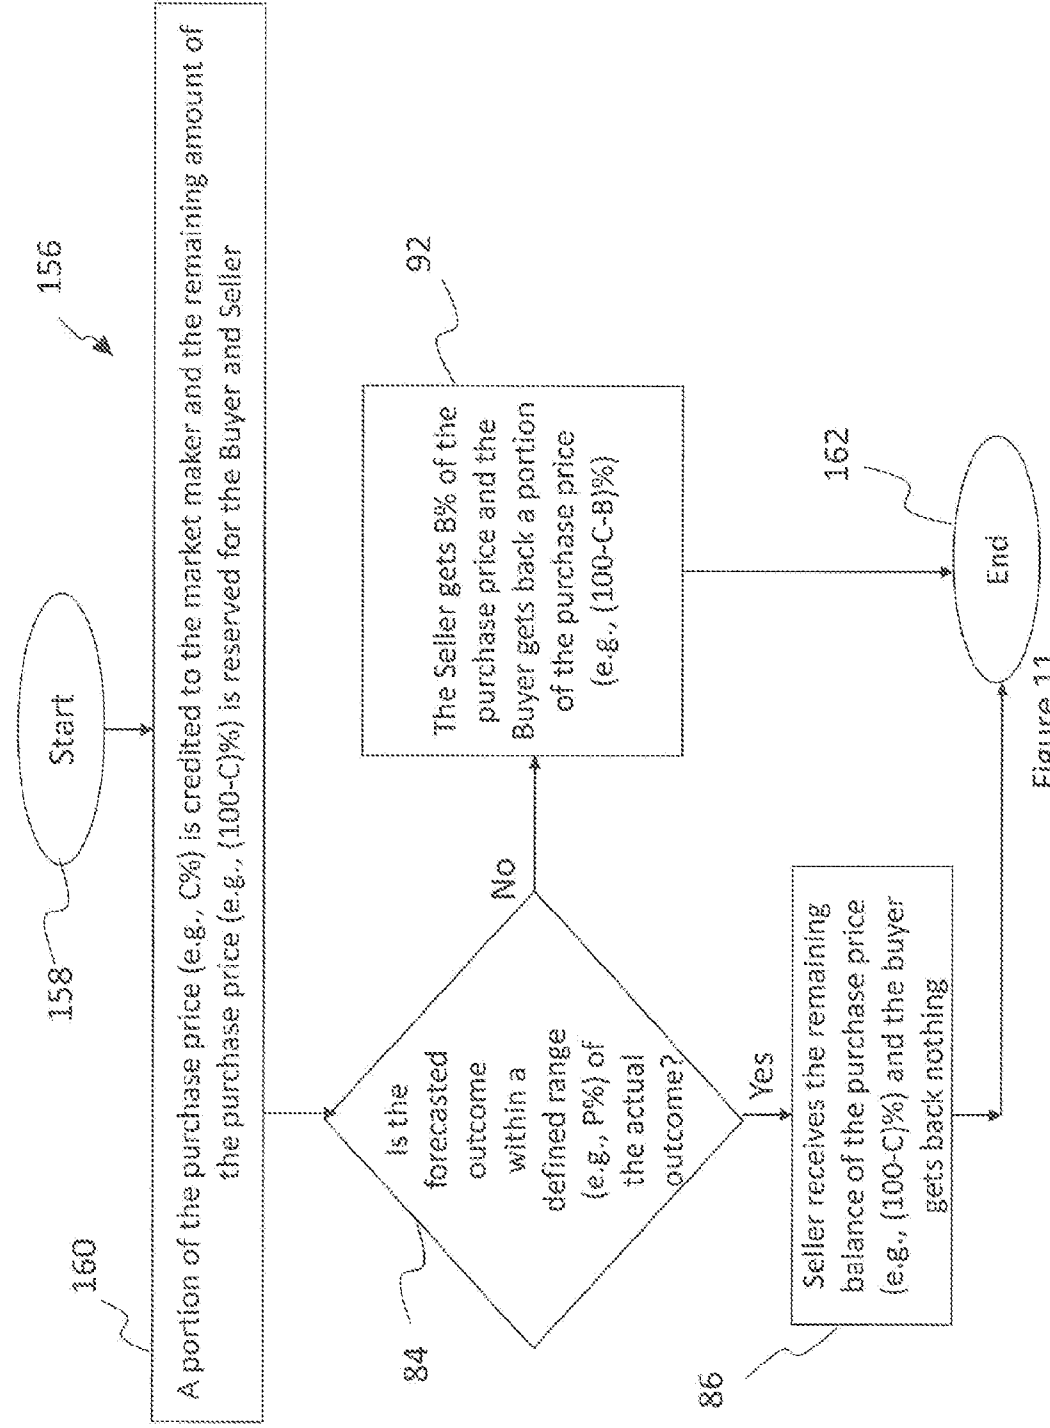 156
Start
158
160
A portion of the purchase price (e.g., C%) is credited to the market maker and the remaining amount of
the purchase price (e.g., (100-C)%) is reserved for the Buyer and Seller
84
Is the
forecasted
outcome
within a
defined range
(e.g., P%) of
the actual
outcome?
No
92
The Seller gets B% of the
purchase price and the
Buyer gets back a portion
of the purchase price
(e.g., (100-C-B)%)
Yes
86
Seller receives the remaining
balance of the purchase price
(e.g., (100-C)%) and the buyer
gets back nothing
162
End
Figure 11